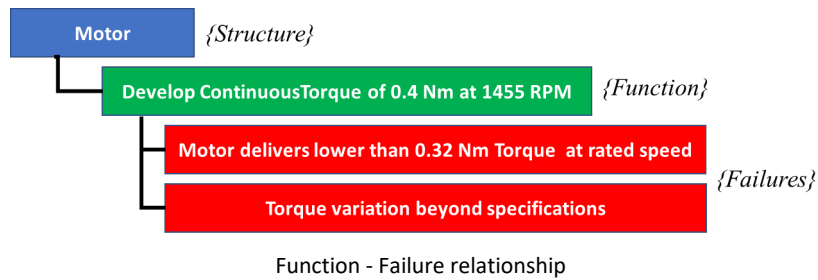 Motor {Structure}
Develop ContinuousTorque of 0.4 Nm at 1455 RPM {Function}
Motor delivers lower than 0.32 Nm Torque at rated speed
{Failures}
Torque variation beyond specifications
Function - Failure relationship